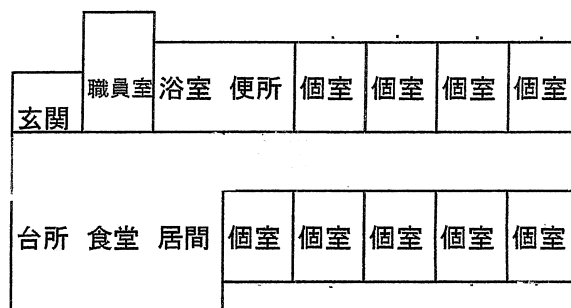 職員室 浴室 便所 個室 個室 個室 個室
玄関
台所 食堂 居間 個室 個室 個室 個室 個室